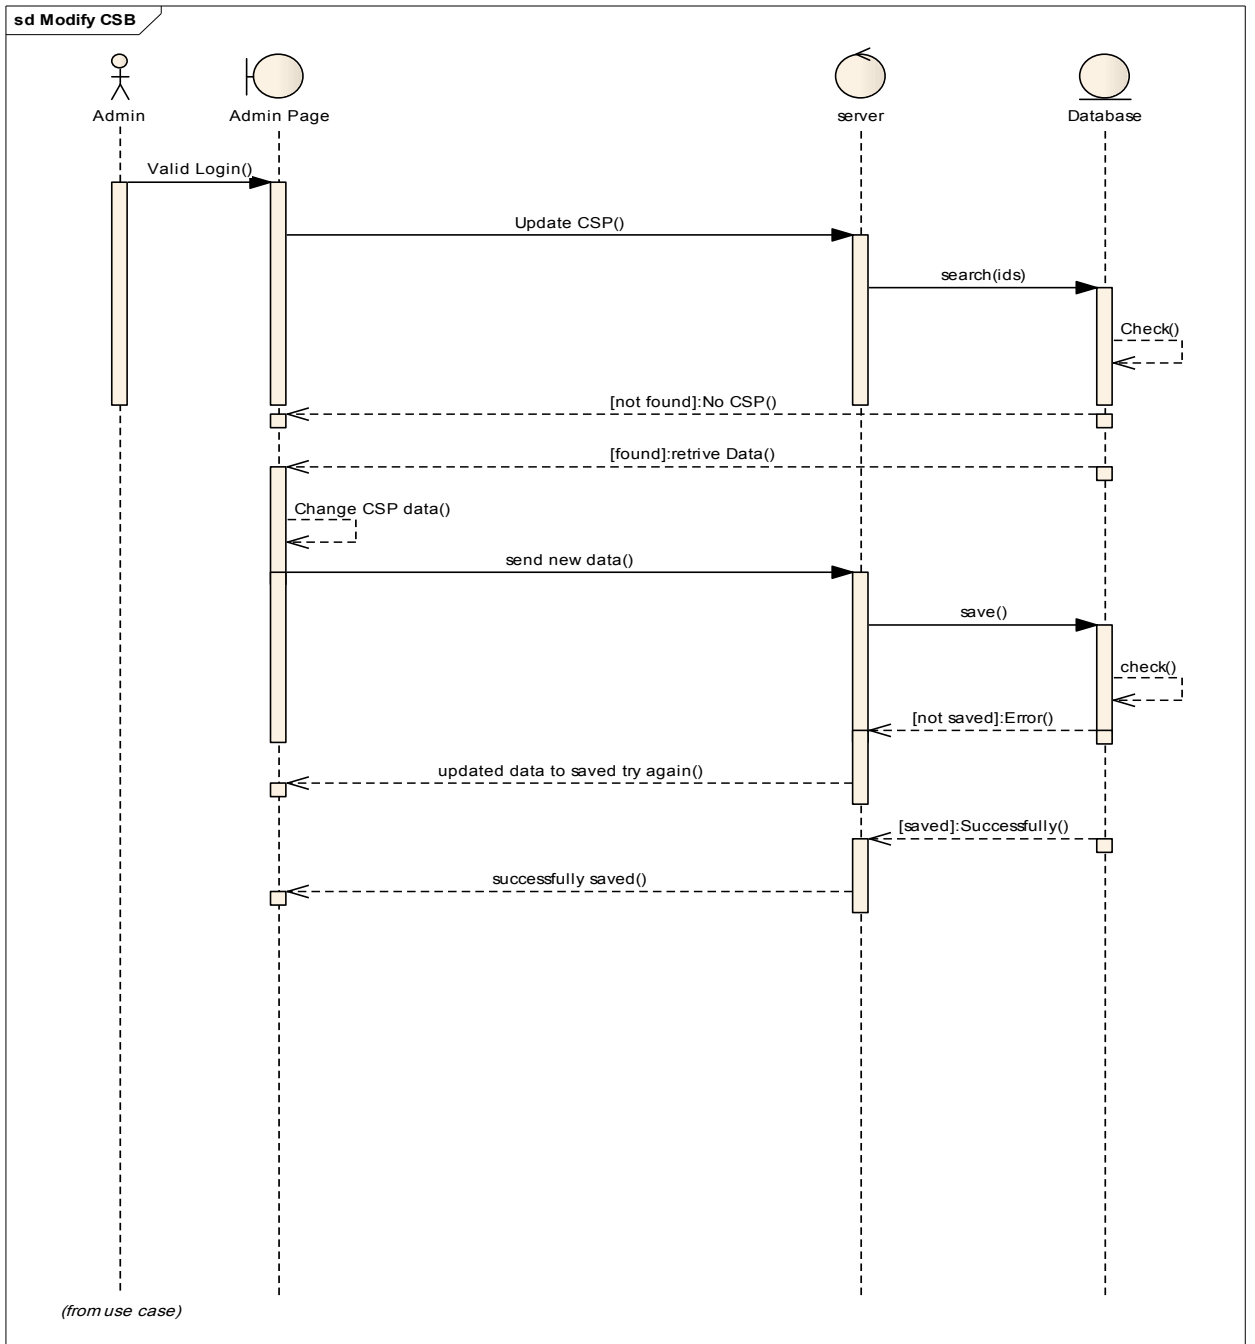 sd Modify CSB
Admin
Admin Page
server
Database
Valid Login()
Update CSP()
search(ids)
Check()
[not found]:No CSP()
[found]:retrive Data()
Change CSP data()
send new data()
save()
check()
[not saved]:Error()
updated data to saved try again()
[saved]:Successfully()
successfully saved()
(from use case)